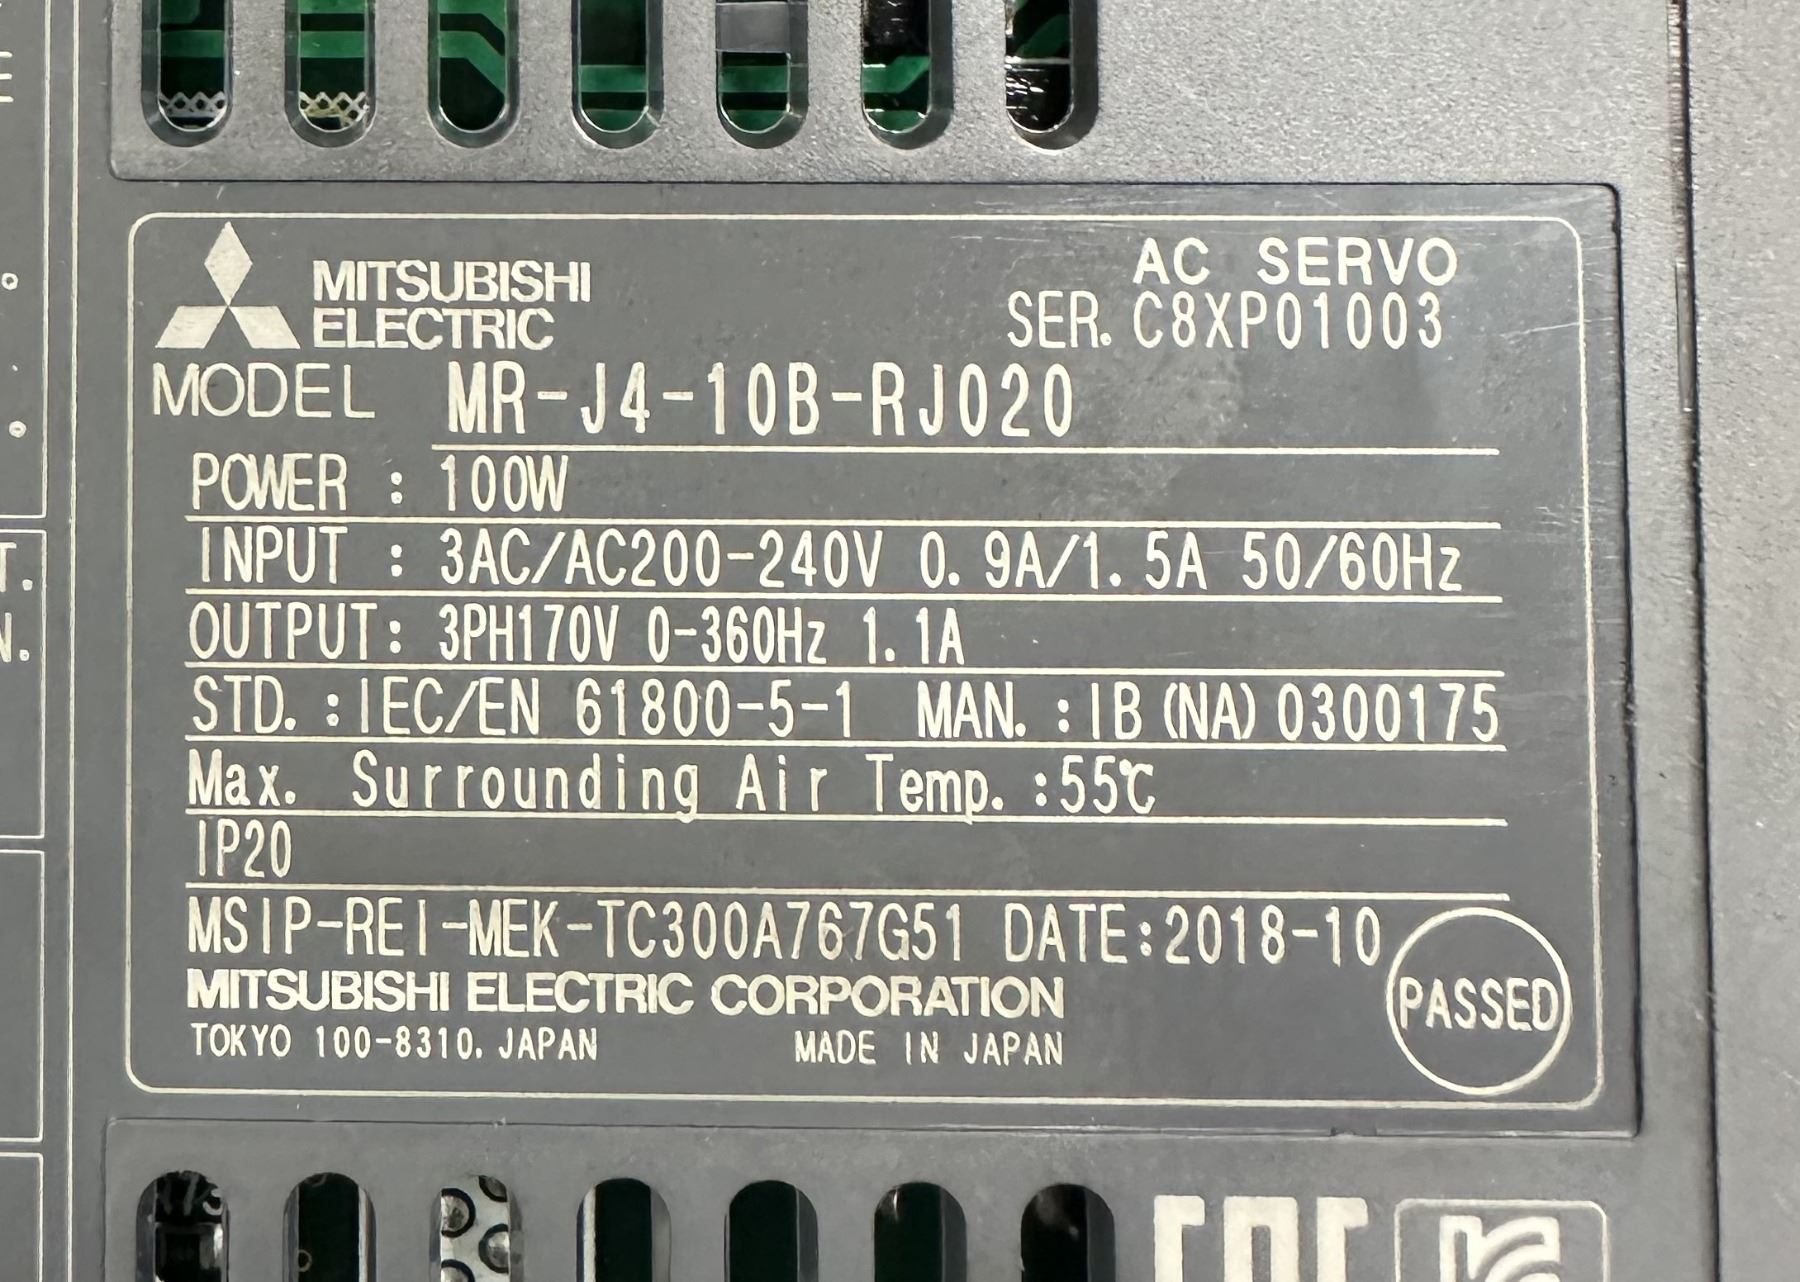 MITSUBISHI
ELECTRIC
AC SERVO
SER. C8XP01003
MODEL MR-J4-10B-RJ020
POWER : 100W
INPUT : 3AC/AC200-240V 0.9A/1.5A 50/60Hz
OUTPUT: 3PH170V 0-360Hz 1.1A
STD. :IEC/EN 61800-5-1 MAN. :IB(NA)0300175
Max. Surrounding Air Temp. :55℃
IP20
MSIP-REI-MEK-TC300A767G51 DATE:2018-10
PASSED
MITSUBISHI ELECTRIC CORPORATION
TOKYO 100-8310, JAPAN MADE IN JAPAN